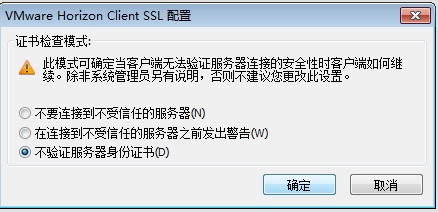 VMware Horizon Client SSL 配置
证书检查模式:
此模式可确定当客户端无法验证服务器连接的安全性时客户端如何继
续。除非系统管理员另有说明，否则不建议您更改此设置。
不要连接到不受信任的服务器(N)
在连接到不受信任的服务器之前发出警告(W)
不验证服务器身份证书(D)
确定
取消